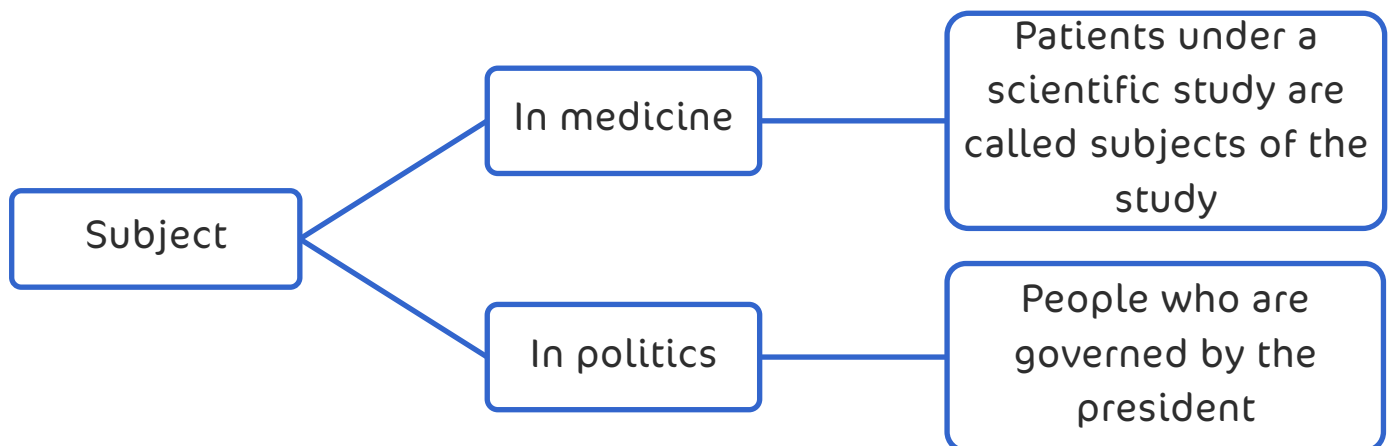 Subject
In medicine
Patients under a
scientific study are
called subjects of the
study
In politics
People who are
governed by the
president